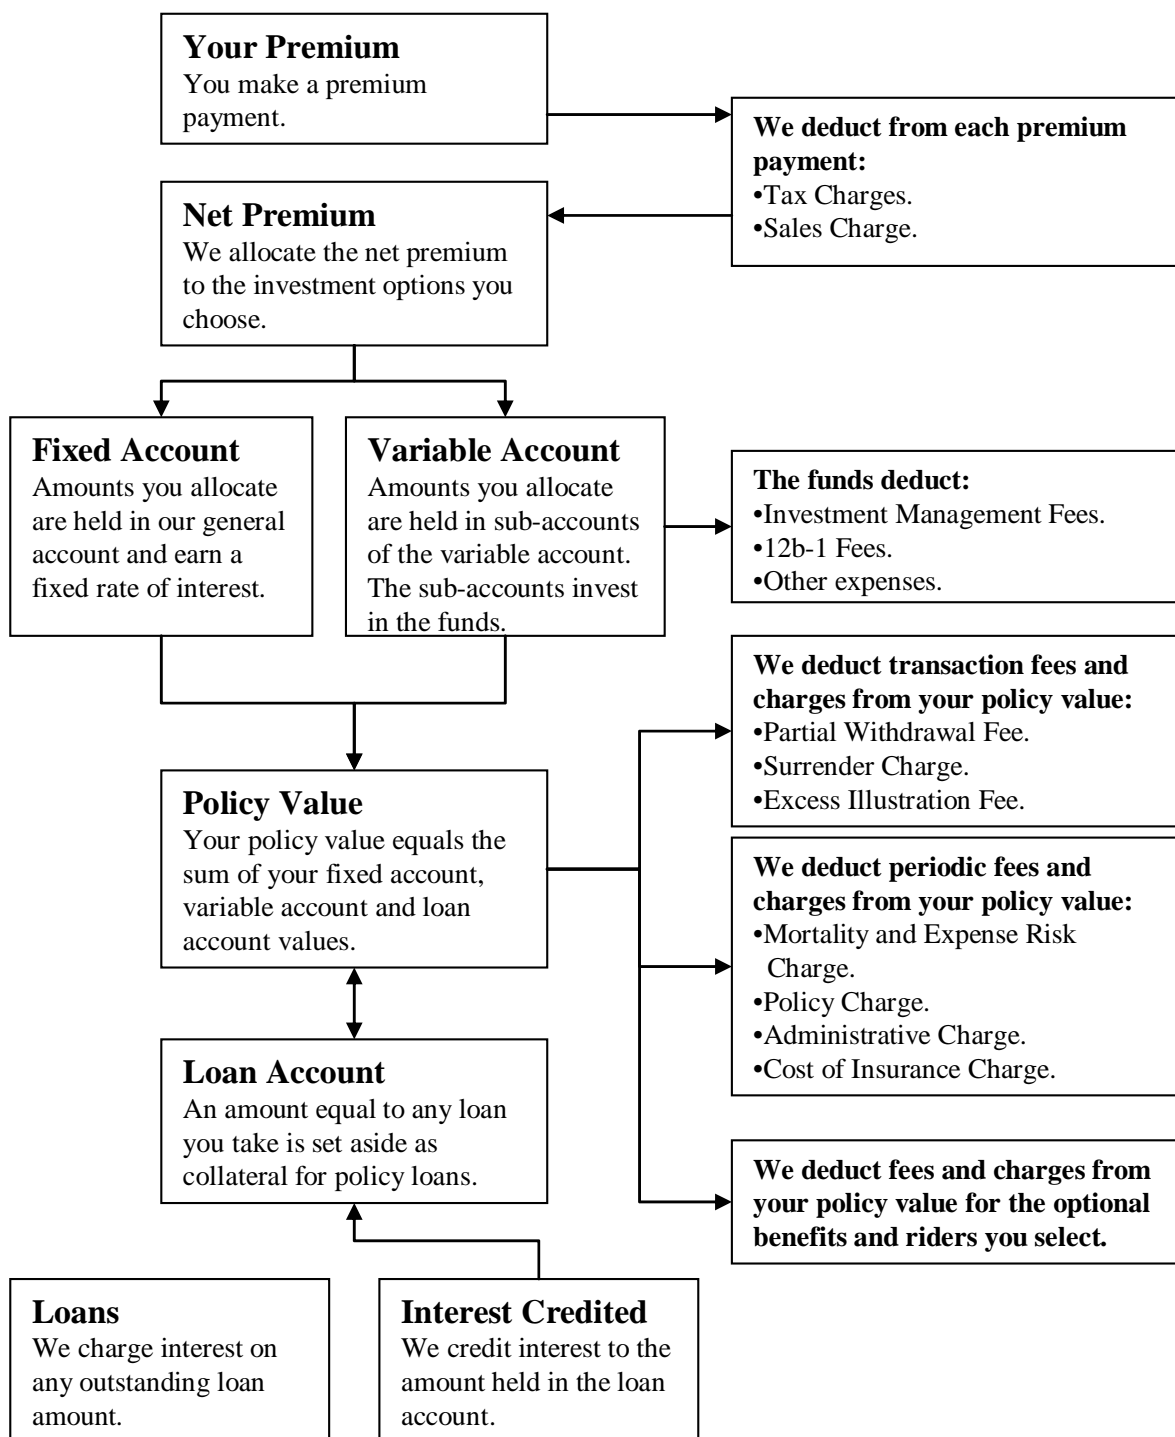 Your Premium
You make a premium
payment.
We deduct from each premium
payment:
•Tax Charges.
•Sales Charge.
Net Premium
We allocate the net premium
to the investment options you
choose.
Fixed Account
Amounts you allocate
are held in our general
account and earn a
fixed rate of interest.
Variable Account
Amounts you allocate
are held in sub-accounts
of the variable account.
The sub-accounts invest
in the funds.
The funds deduct:
•Investment Management Fees.
•12b-1 Fees.
•Other expenses.
We deduct transaction fees and
charges from your policy value:
•Partial Withdrawal Fee.
•Surrender Charge.
•Excess Illustration Fee.
Policy Value
Your policy value equals the
sum of your fixed account,
variable account and loan
account values.
We deduct periodic fees and
charges from your policy value:
•Mortality and Expense Risk
Charge.
•Policy Charge.
•Administrative Charge.
•Cost of Insurance Charge.
Loan Account
An amount equal to any loan
you take is set aside as
collateral for policy loans.
We deduct fees and charges from
your policy value for the optional
benefits and riders you select.
Loans
We charge interest on
any outstanding loan
amount.
Interest Credited
We credit interest to the
amount held in the loan
account.